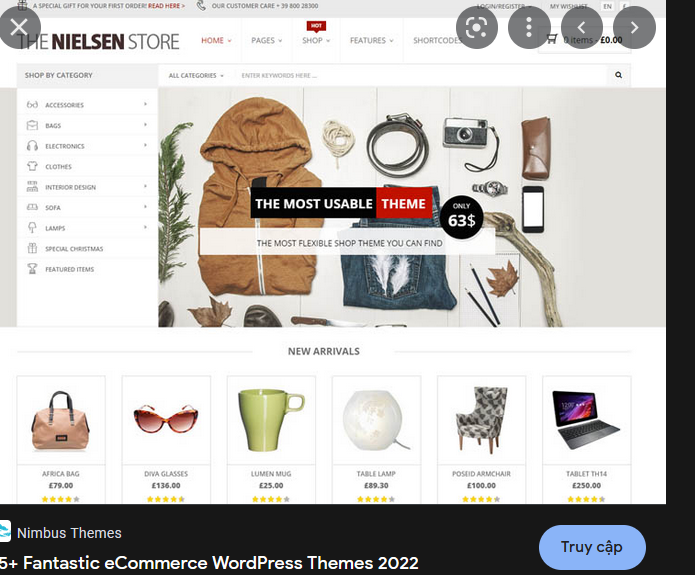 A SPECIAL GIFT FOR YOUR FIRST ORDER! READ HERE >
OUR CUSTOMER CARE + 39 800 28300
LOGIN/REGISTER
MY WISHLIST
EN
£
THE NIELSEN STORE
HOME
PAGES
HOT
SHOP
FEATURES
SHORTCODES
0 Items - £0.00
SHOP BY CATEGORY
ALL CATEGORIES
ENTER KEYWORDS HERE ...
ACCESSORIES
BAGS
ELECTRONICS
CLOTHES
INTERIOR DESIGN
SOFA
LAMPS
SPECIAL CHRISTMAS
FEATURED ITEMS
THE MOST USABLE THEME
ONLY
63$
THE MOST FLEXIBLE SHOP THEME YOU CAN FIND
NEW ARRIVALS
AFRICA BAG
£79.00
DIVA GLASSES
£136.00
LUMEN MUG
£25.00
TABLE LAMP
£89.30
POSEID ARMCHAIR
£100.00
TABLET TH14
£250.00
Nimbus Themes
5+ Fantastic eCommerce WordPress Themes 2022
Truy cập